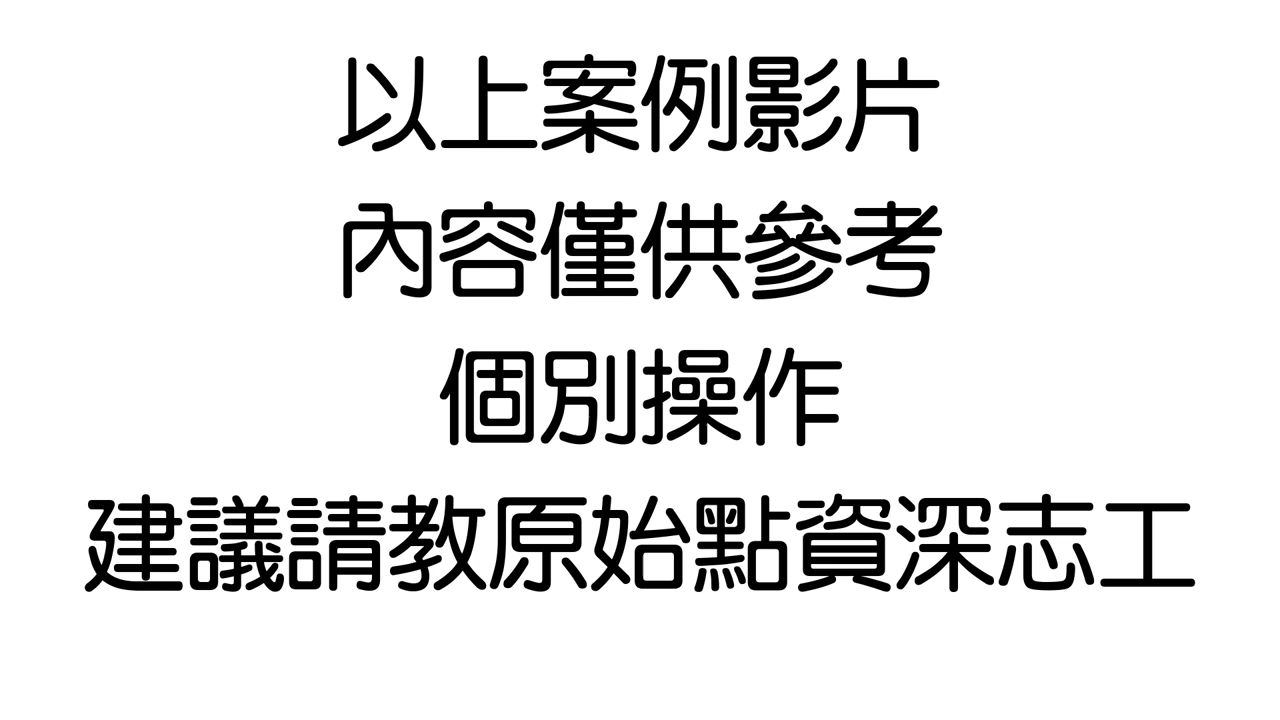 以上案例影片
內容僅供參考
個別操作
建議請教原始點資深志工